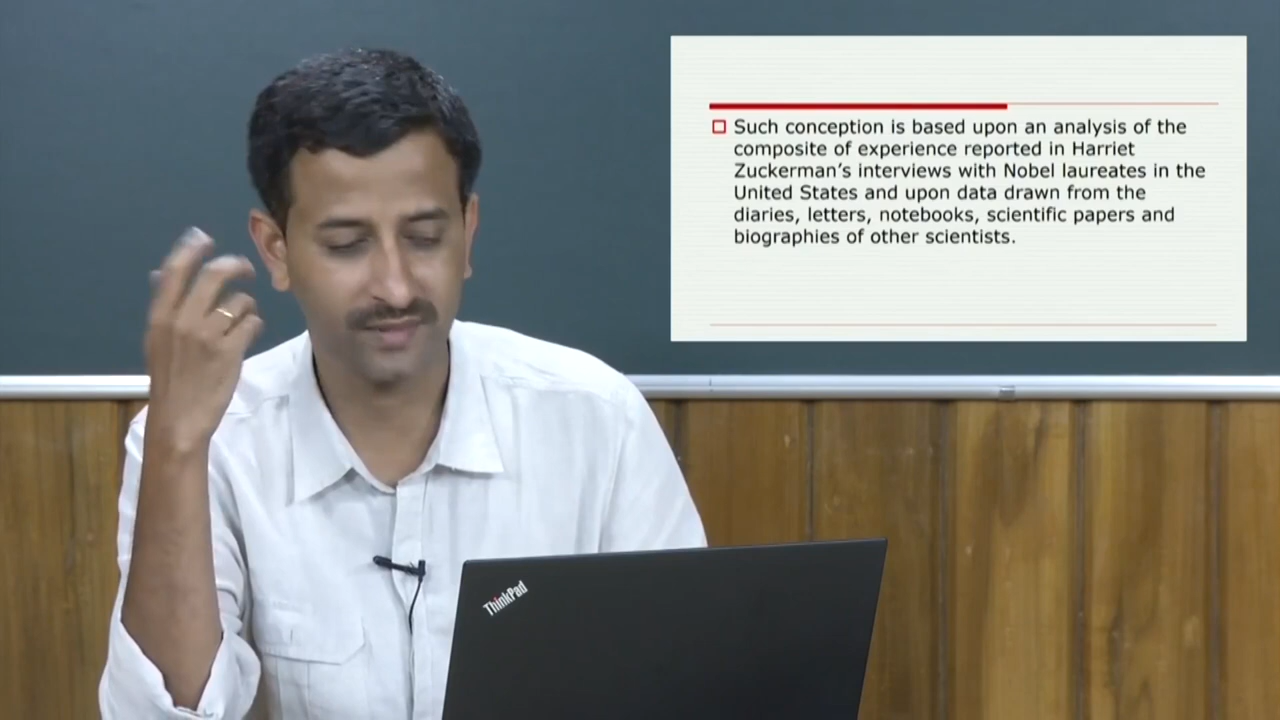 Such conception is based upon an analysis of the
composite of experience reported in Harriet
Zuckerman's interviews with Nobel laureates in the
United States and upon data drawn from the
diaries, letters, notebooks, scientific papers and
biographies of other scientists.
ThinkPad